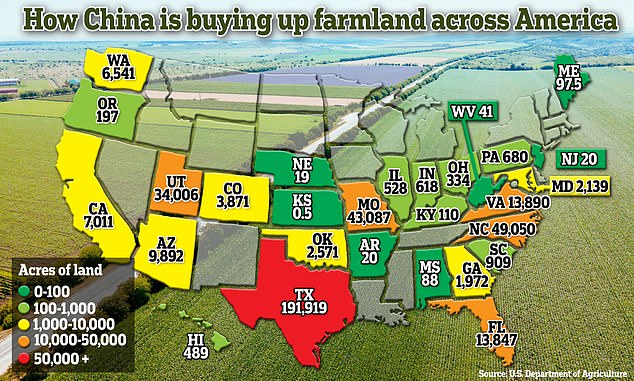 How China is buying up farmland across America
WA
6,541
OR
197
CA
7,011
AZ
9,892
UT
34,006
CO
3,871
NE
19
KS
0.5
OK
2,571
TX
191,919
MO
43,087
AR
20
IL
528
IN
618
OH
334
KY 110
MS
88
GA
1,972
FL
13,847
SC
909
NC 49,050
VA 13,890
WV 41
PA 680
NJ 20
MD 2,139
ME
97.5
HI
489
Acres of land
0-100
100-1,000
1,000-10,000
10,000-50,000
50,000 +
Source: U.S. Department of Agriculture